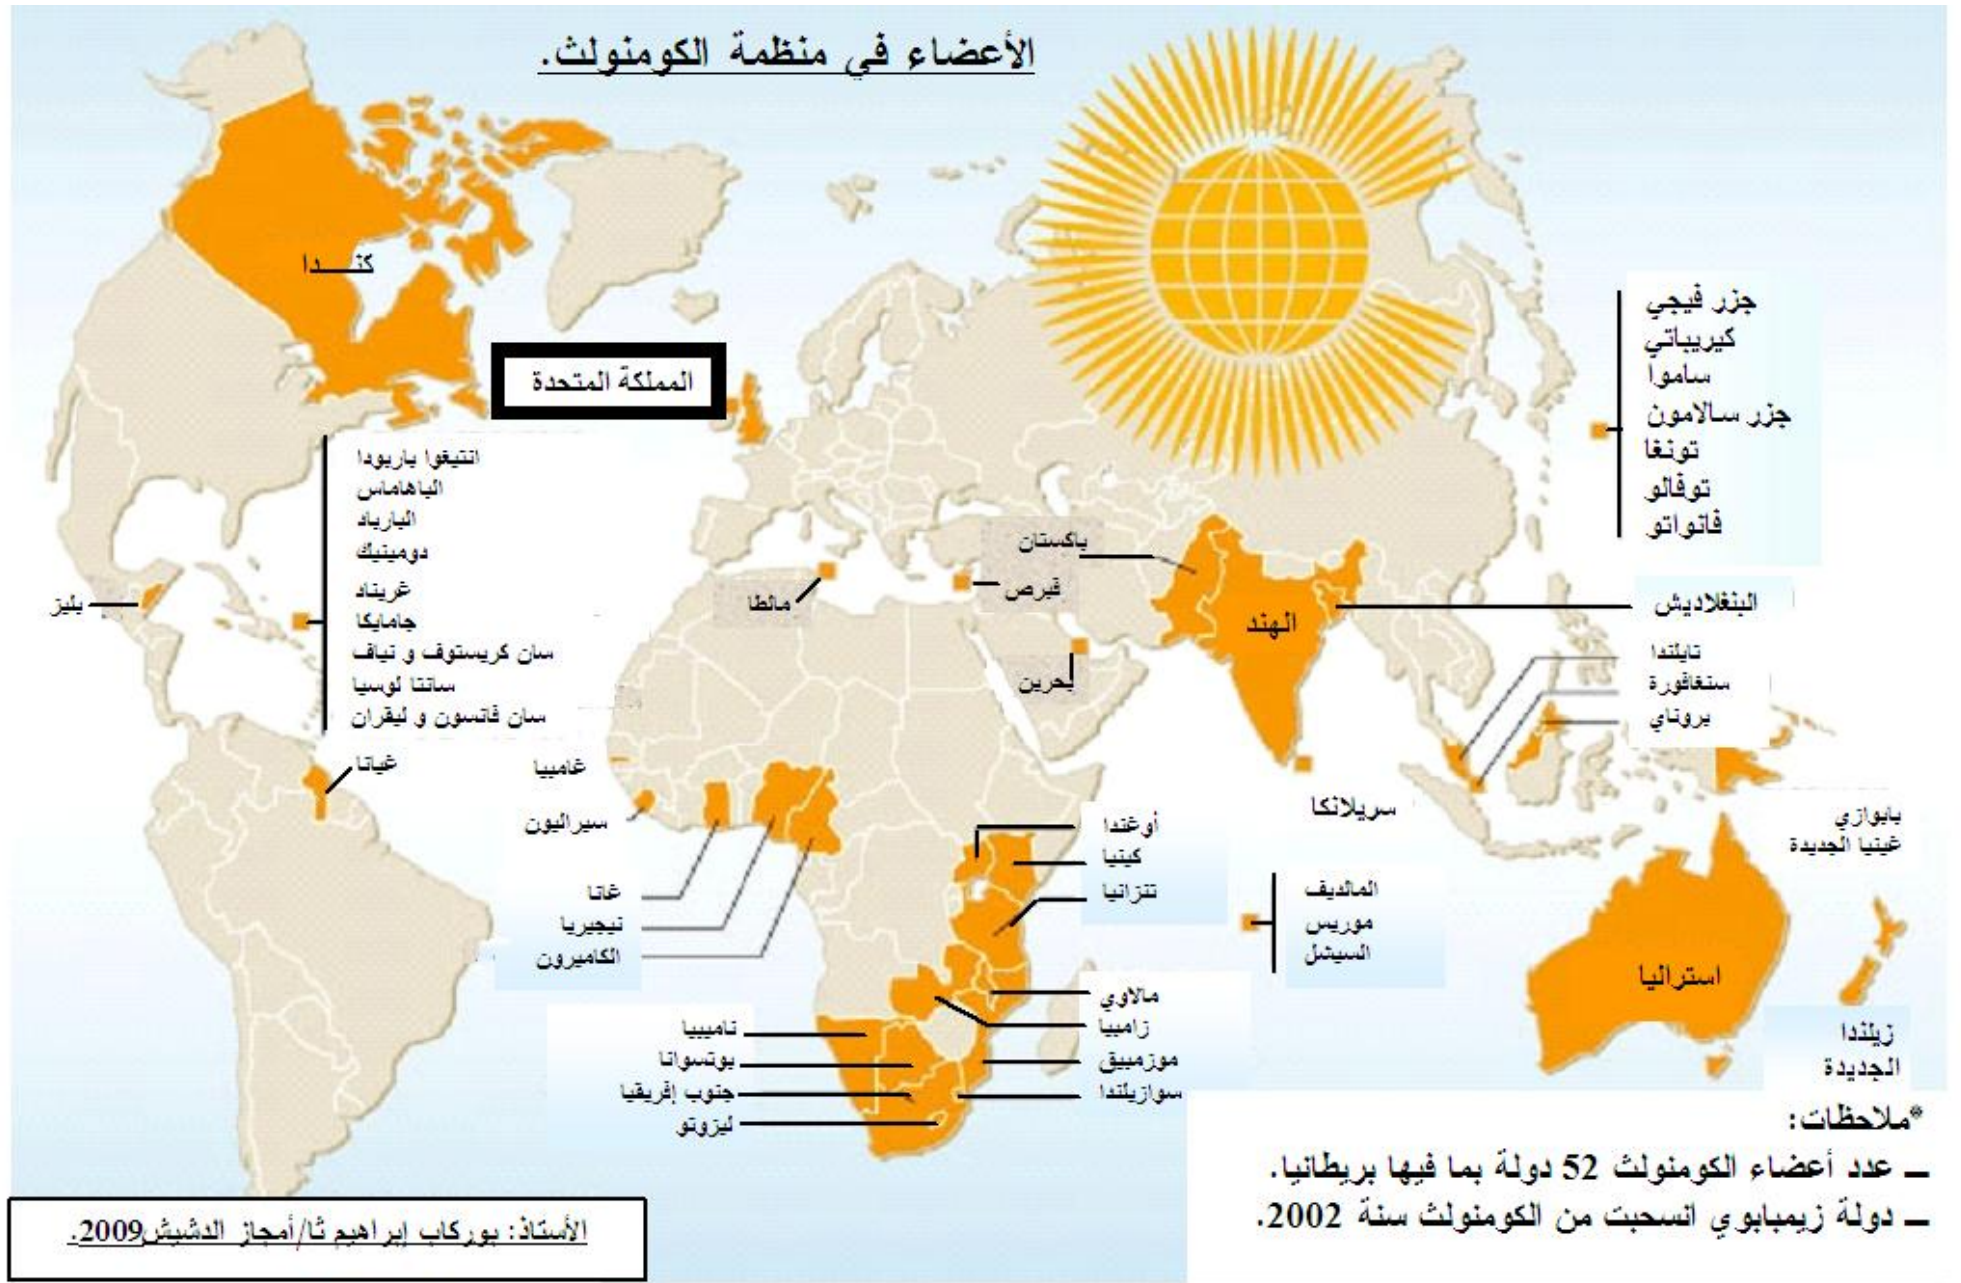 الأعضاء في منظمة الكومنولث.
كنـــدا
المملكة المتحدة
جزر فيجي
كيريباتي
ساموا
جزر سالامون
تونغا
توفالو
فانواتو
انتيغوا باربودا
الباهاماس
البارباد
دومينيك
غريناد
جامايكا
سان كريستوف و نياف
سانتا لوسيا
سان فانسون و ليقران
بليز
غيانا
مالطا
قبرص
باكستان
بحرين
الهند
البنغلاديش
تايلندا
سنغافورة
بروناي
غامبيا
سيراليون
غانا
نيجيريا
الكاميرون
أوغندا
كينيا
تنزانيا
سريلانكا
المالديف
موريس
السيشل
بابوازي
غينيا الجديدة
استراليا
زيلندا
الجديدة
مالاوي
زامبيا
موزمبيق
سوازيلندا
ناميبيا
بوتسوانا
جنوب إفريقيا
ليزوتو
*ملاحظات:
ـ عدد أعضاء الكومنولث 52 دولة بما فيها بريطانيا.
ـ دولة زيمبابوي انسحبت من الكومنولث سنة 2002.
الأستاذ: بوركاب إبراهيم ثا/أمجاز الدشيش2009.